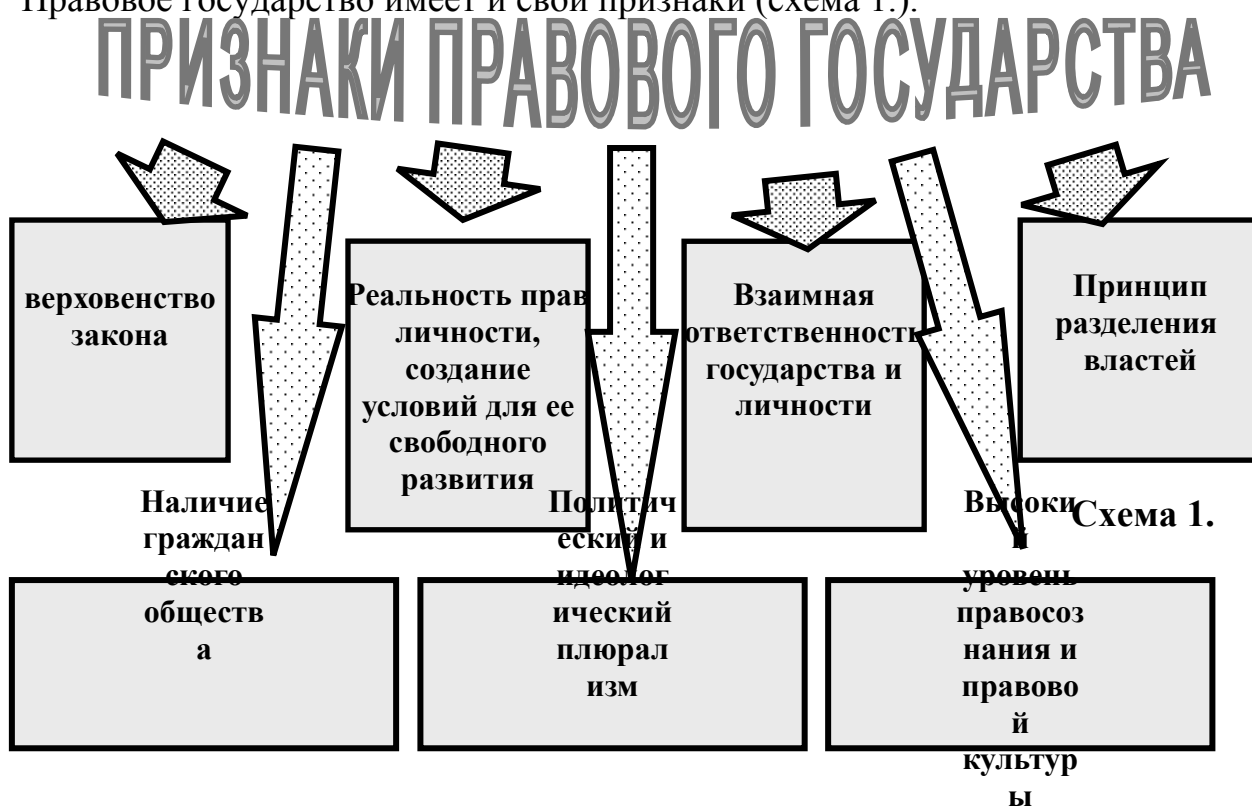 Правовое государство имеет и свои признаки (схема 1.).
ПРИЗНАКИ ПРАВОВОГО ГОСУДАРСТВА
верховенство
закона
Реальность прав
личности,
создание
условий для ее
свободного
развития
Взаимная
ответственность
государства и
личности
Принцип
разделения
властей
Наличие
граждан
ского
обществ
а
Политич
еский и
идеолог
ический
плюрал
изм
Высоки
й
уровень
правосоз
нания и
правово
й
культур
ы
Схема 1.